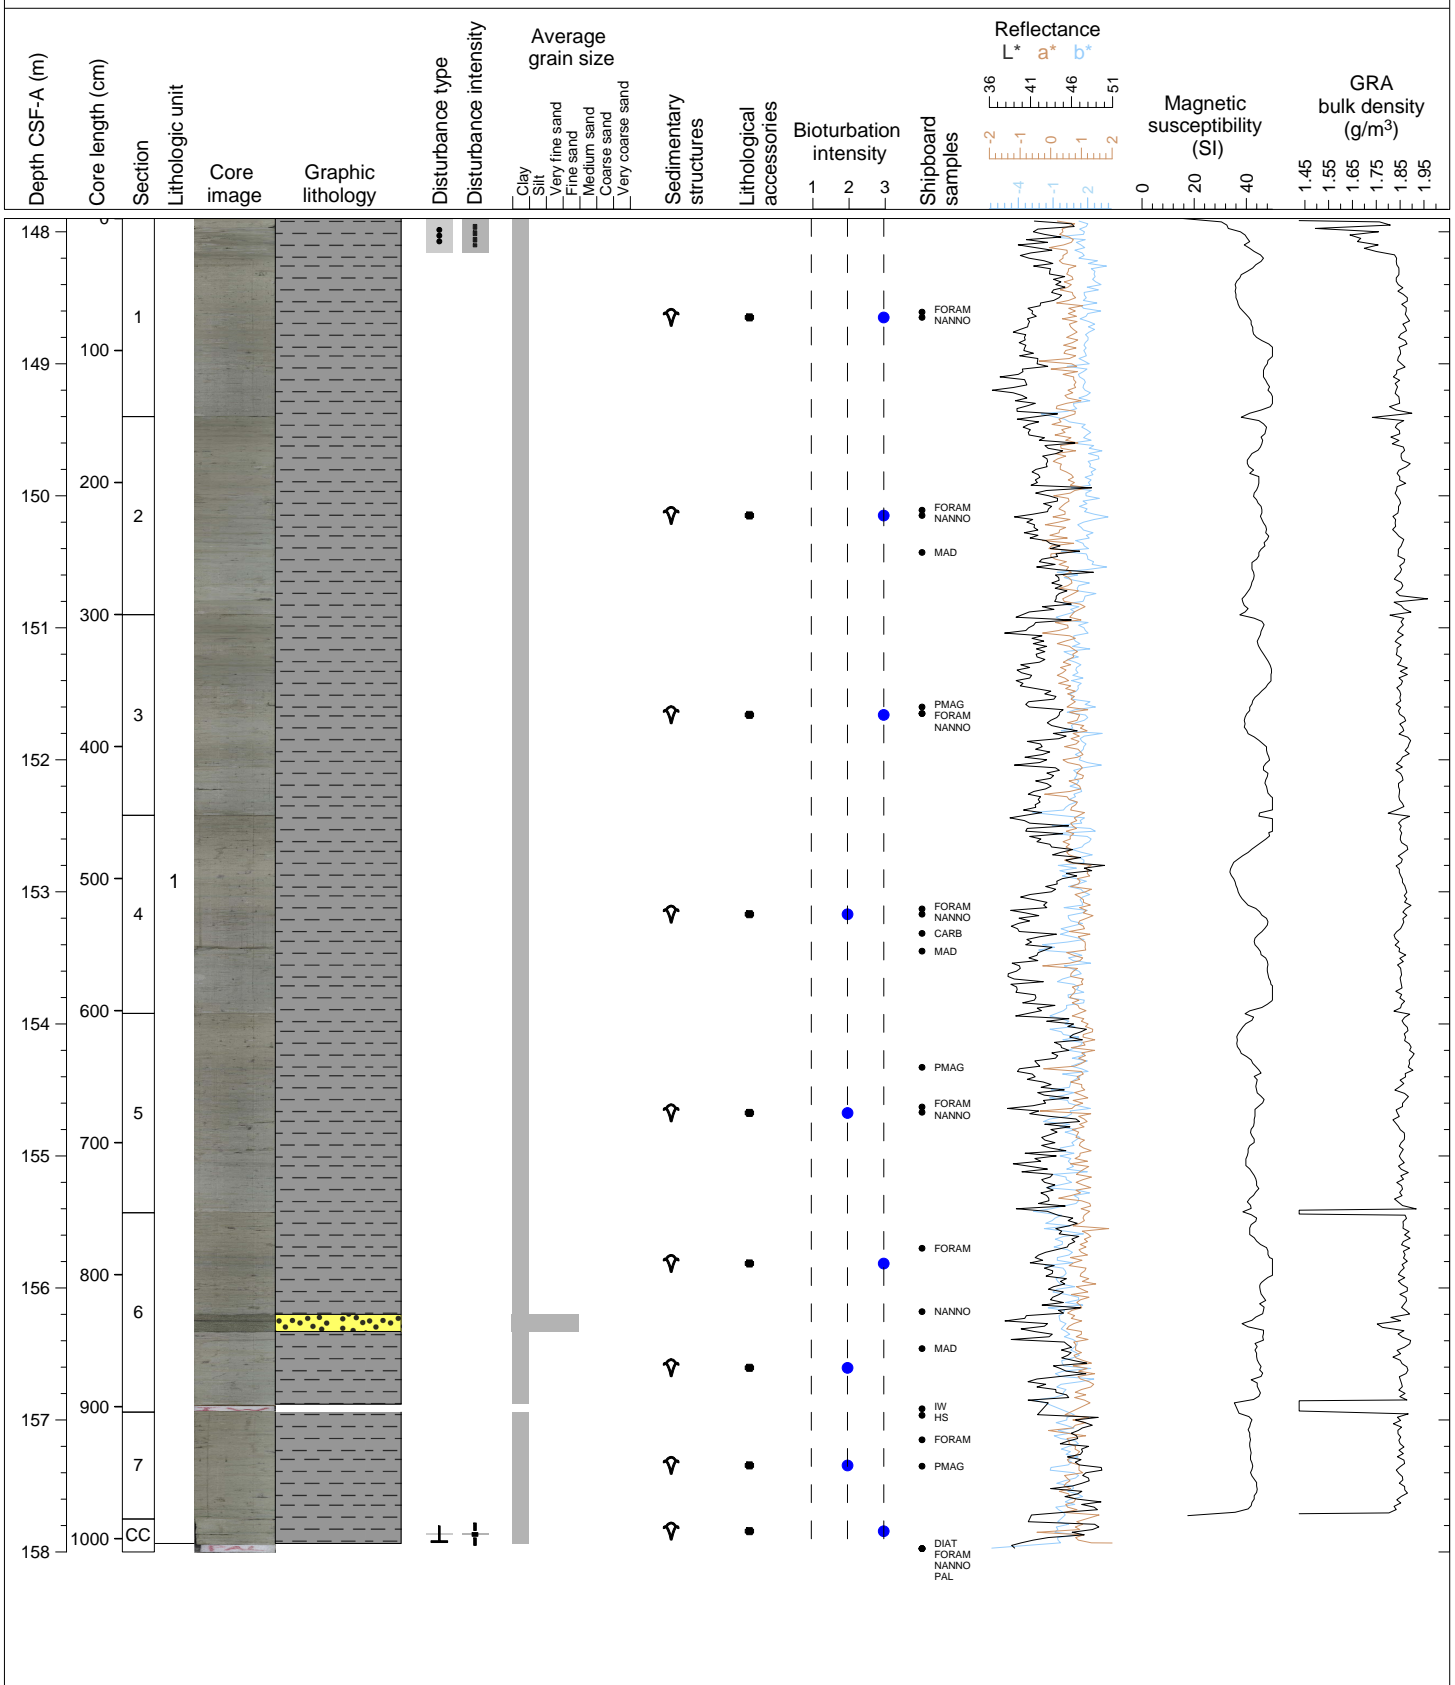 Depth CSF-A (m)
Core length (cm)
Section
Lithologic unit
Core
image
Graphic
lithology
Disturbance type
Disturbance intensity
Average
grain size
Clay
Silt
Very fine sand
Fine sand
Medium sand
Coarse sand
Very coarse sand
Sedimentary
structures
Lithological
accessories
Bioturbation
intensity
1 2 3
Shipboard
samples
Reflectance
L* a* b*
36 41 46 51
-2 -1 0 1 2
-4 -1 2
Magnetic
susceptibility
(SI)
0 20 40
GRA
bulk density
(g/m3)
1.45 1.55 1.65 1.75 1.85 1.95
0
148
1
FORAM
NANNO
100
149
200
150
2
FORAM
NANNO
MAD
300
151
3
PMAG
FORAM
NANNO
400
152
500
1
153
4
FORAM
NANNO
CARB
MAD
600
154
PMAG
5
FORAM
NANNO
700
155
FORAM
800
156
6
NANNO
MAD
900
IW
HS
157
FORAM
7
PMAG
CC
1000
158
DIAT
FORAM
NANNO
PAL